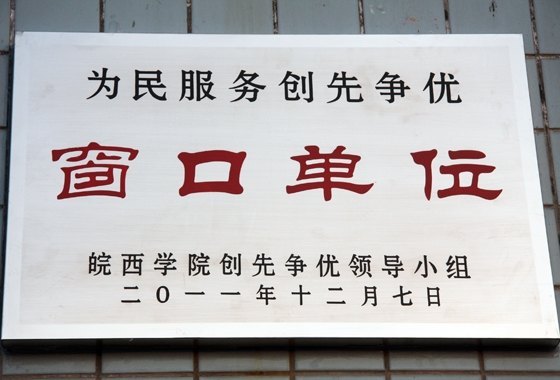 为民服务创先争优
窗口单位
皖西学院创先争优领导小组
二〇一一年十二月七日